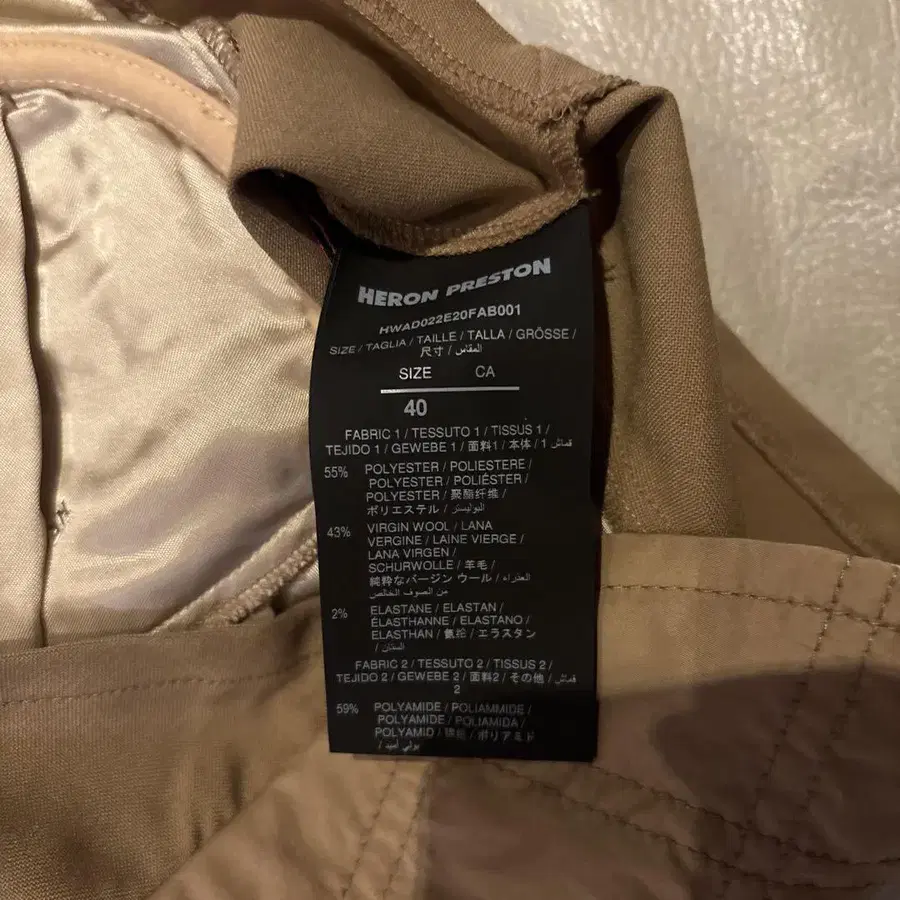 HERON PRESTON
HWAD022E20FAB001
SIZE / TAGLIA / TAILLE / TALLA / GRÖSSE /
尺寸 / المقاس
SIZE CA
40
FABRIC 1 / TESSUTO 1 / TISSUS 1 /
TEJIDO 1 / GEWEBE 1 / 面料1 / 本体 / قماش 1
55% POLYESTER / POLIESTERE /
POLYESTER / POLIÉSTER /
POLYESTER / 聚酯纤维 /
ポリエステル / البوليستر
43% VIRGIN WOOL / LANA
VERGINE / LAINE VIERGE /
LANA VIRGEN /
SCHURWOLLE / 羊毛 /
純粋なバージン ウール / العذراء
من الصوف الخالص
2% ELASTANE / ELASTAN /
ÉLASTHANNE / ELASTANO /
ELASTHAN / 氨纶 / エラスタン
/
FABRIC 2 / TESSUTO 2 / TISSUS 2 /
TEJIDO 2 / GEWEBE 2 / 面料2 / その他 / قماش
2
59% POLYAMIDE / POLIAMMIDE /
POLYAMIDE / POLIAMIDA /
POLYAMID / 锦纶 / ポリアミド
/ بولي أميد